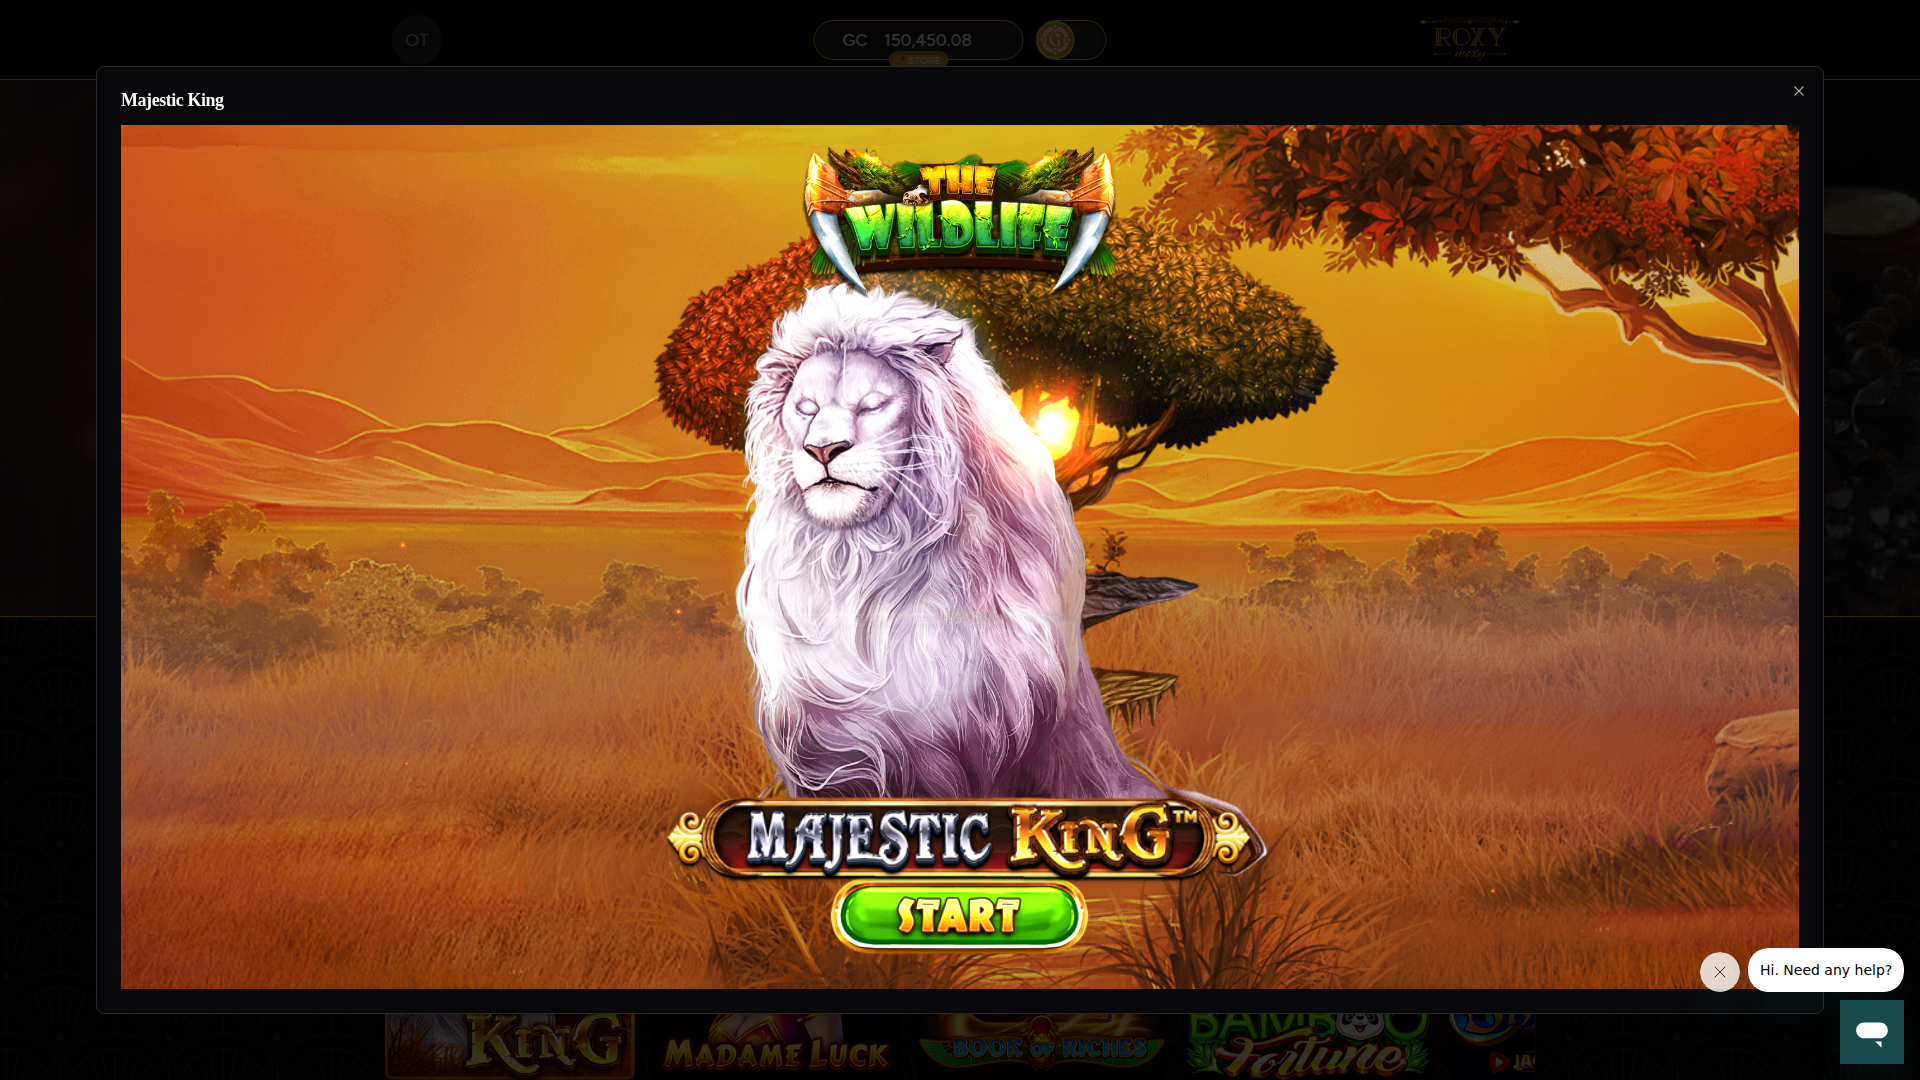 OT
GC 150,450.08
G
STORE
ROXY
moxy
Majestic King
THE
WILDLIFE
MAJESTIC KING™
START
Hi. Need any help?
KING
MADAME LUCK
BOOK OF RICHES
BAMBOO
Fortune